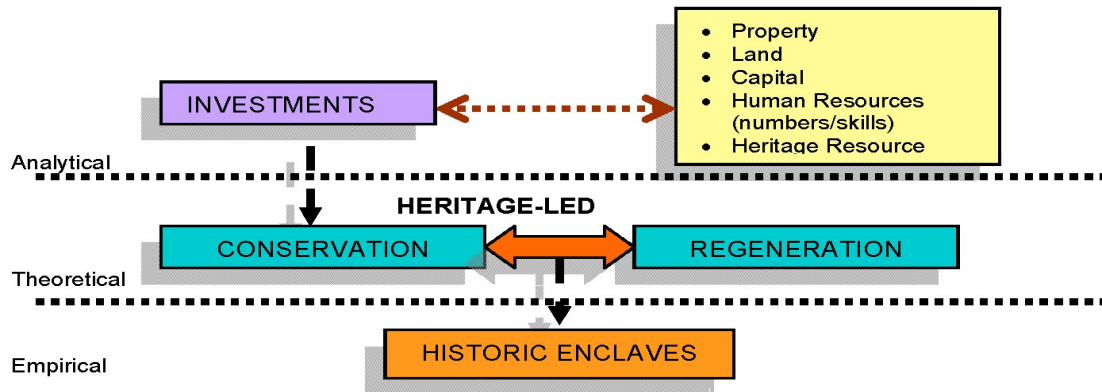 • Property
• Land
• Capital
• Human Resources
(numbers/skills)
• Heritage Resource
INVESTMENTS
Analytical
HERITAGE-LED
CONSERVATION
REGENERATION
Theoretical
HISTORIC ENCLAVES
Empirical